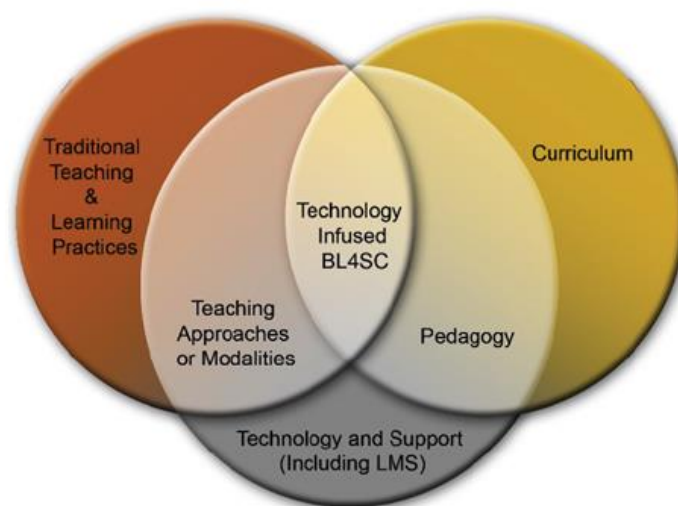 Traditional
Teaching
&
Learning
Practices
Curriculum
Technology
Infused
BL4SC
Teaching
Approaches
or Modalities
Pedagogy
Technology and Support
(Including LMS)